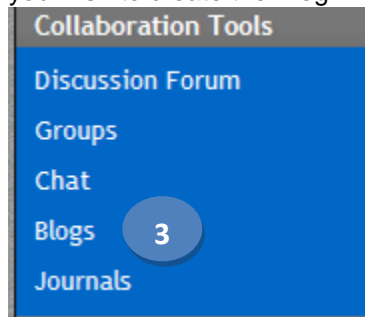 Collaboration Tools
Discussion Forum
Groups
Chat
Blogs 3
Journals